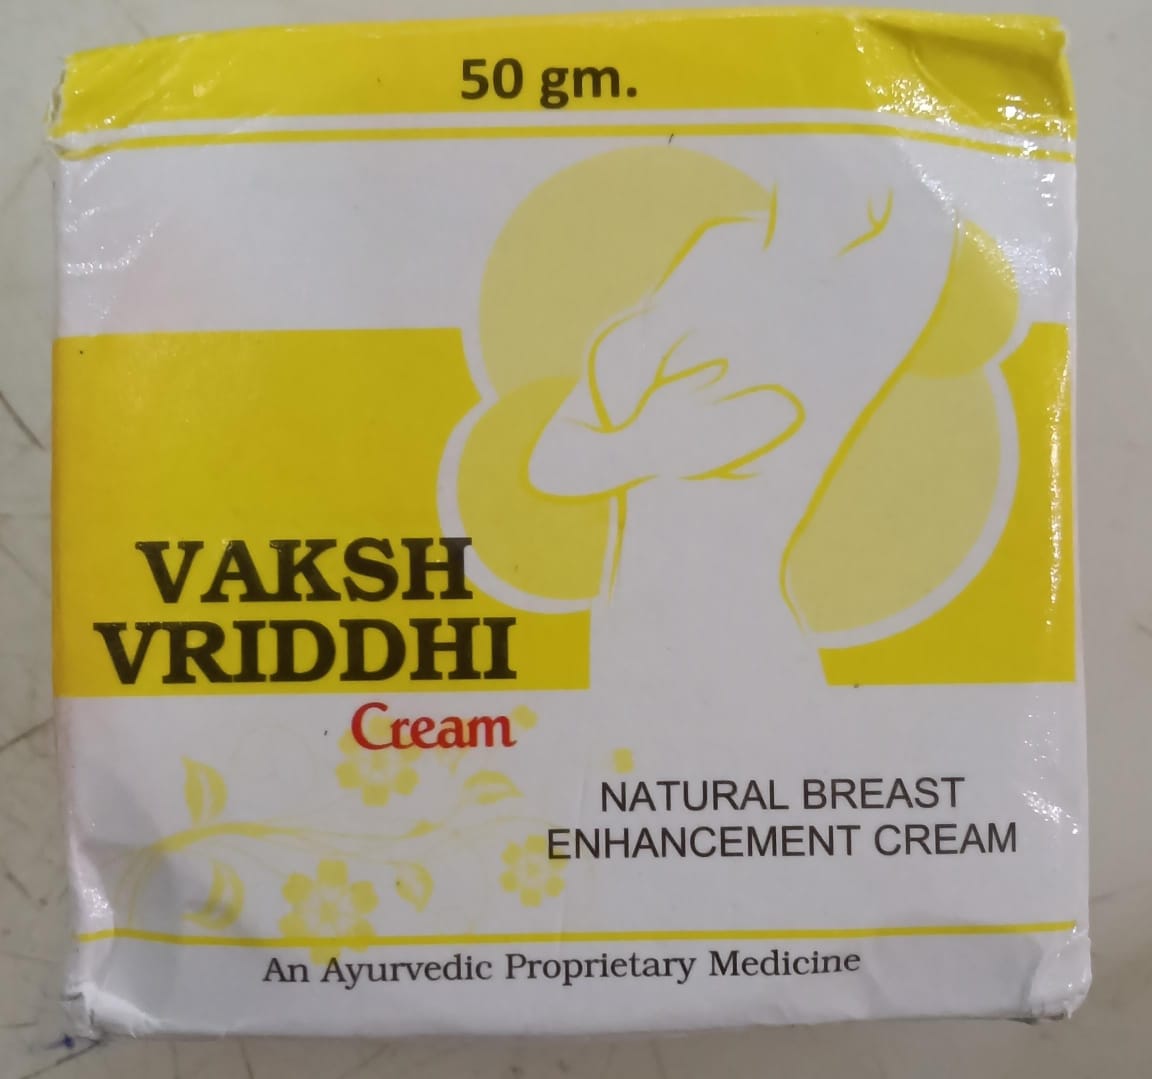 50 gm.
VAKSH
VRIDDHI
Cream
NATURAL BREAST
ENHANCEMENT CREAM
An Ayurvedic Proprietary Medicine